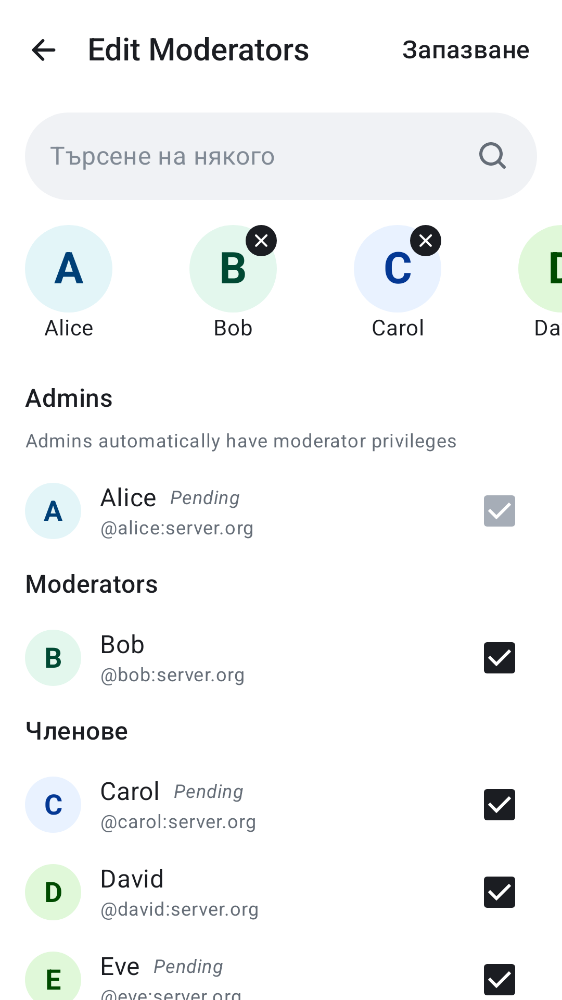 Edit Moderators Запазване
Търсене на някого
A B C D
Alice Bob Carol Da
Admins
Admins automatically have moderator privileges
A Alice Pending
@alice:server.org
Moderators
B Bob
@bob:server.org
Членове
C Carol Pending
@carol:server.org
D David
@david:server.org
E Eve Pending
@eve:server.org